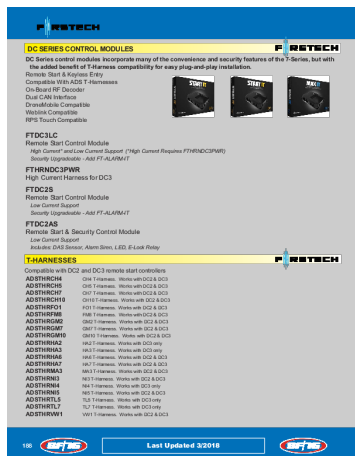 FIRSTECH
DC SERIES CONTROL MODULES
FIRSTECH
DC Series control modules incorporate many of the convenience and security features of the 7-Series, but with
the added benefit of T-Harness compatibility for easy plug-and-play installation.
Remote Start & Keyless Entry
Compatible With ADS T-Harnesses
On-Board RF Decoder
Dual CAN Interface
DroneMobile Compatible
Weblink Compatible
RPS Touch Compatible
FTDC3LC
Remote Start Control Module
High Current* and Low Current Support (*High Current Requires FTHRNDC3PWR)
Security Upgradeable - Add FT-ALARM-IT
FTHRNDC3PWR
High Current Harness for DC3
FTDC2S
Remote Start Control Module
Low Current Support
Security Upgradeable - Add FT-ALARM-IT
FTDC2AS
Remote Start & Security Control Module
Low Current Support
Includes: DAS Sensor, Alarm Siren, LED, E-Lock Relay
T-HARNESSES
FIRSTECH
Compatible with DC2 and DC3 remote start controllers
ADSTHRCH4 CH4 T-Harness. Works with DC2 & DC3
ADSTHRCH5 CH5 T-Harness. Works with DC2 & DC3
ADSTHRCH7 CH7 T-Harness. Works with DC2 & DC3
ADSTHRCH10 CH10 T-Harness. Works with DC2 & DC3
ADSTHRFO1 FO1 T-Harness. Works with DC2 & DC3
ADSTHRFM8 FM8 T-Harness. Works with DC2 & DC3
ADSTHRGM2 GM2 T-Harness. Works with DC2 & DC3
ADSTHRGM7 GM7 T-Harness. Works with DC2 & DC3
ADSTHRGM10 GM10 T-Harness. Works with DC2 & DC3
ADSTHRHA2 HA2 T-Harness. Works with DC3 only
ADSTHRHA3 HA3 T-Harness. Works with DC3 only
ADSTHRHA6 HA6 T-Harness. Works with DC2 & DC3
ADSTHRHA7 HA7 T-Harness. Works with DC2 & DC3
ADSTHRMA3 MA3 T-Harness. Works with DC2 & DC3
ADSTHRNI3 NI3 T-Harness. Works with DC2 & DC3
ADSTHRNI4 NI4 T-Harness. Works with DC3 only
ADSTHRNI5 NI5 T-Harness. Works with DC2 & DC3
ADSTHRTL5 TL5 T-Harness. Works with DC3 only
ADSTHRTL7 TL7 T-Harness. Works with DC3 only
ADSTHRVW1 VW1 T-Harness. Works with DC2 & DC3
186
Last Updated 3/2018